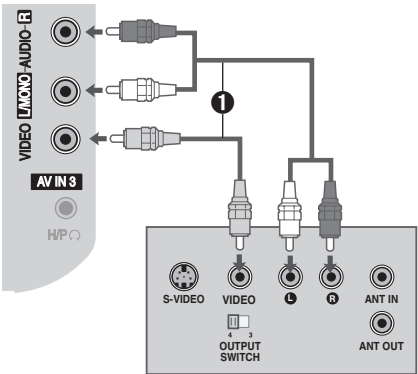 VIDEO L/MONO-AUDIO-R
AV IN 3
H/P
1
S-VIDEO
VIDEO
L
R
ANT IN
4 3
OUTPUT
SWITCH
ANT OUT